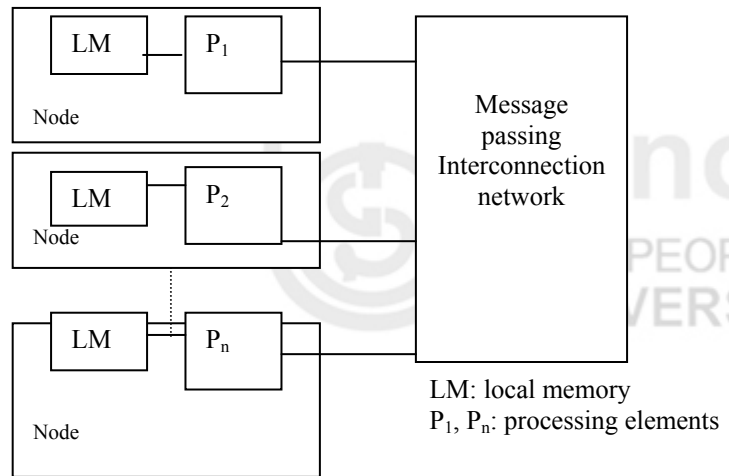 LM
P₁
Node
LM
P₂
Node
LM
Pₙ
Node
Message
passing
Interconnection
network
LM: local memory
P₁, Pₙ: processing elements